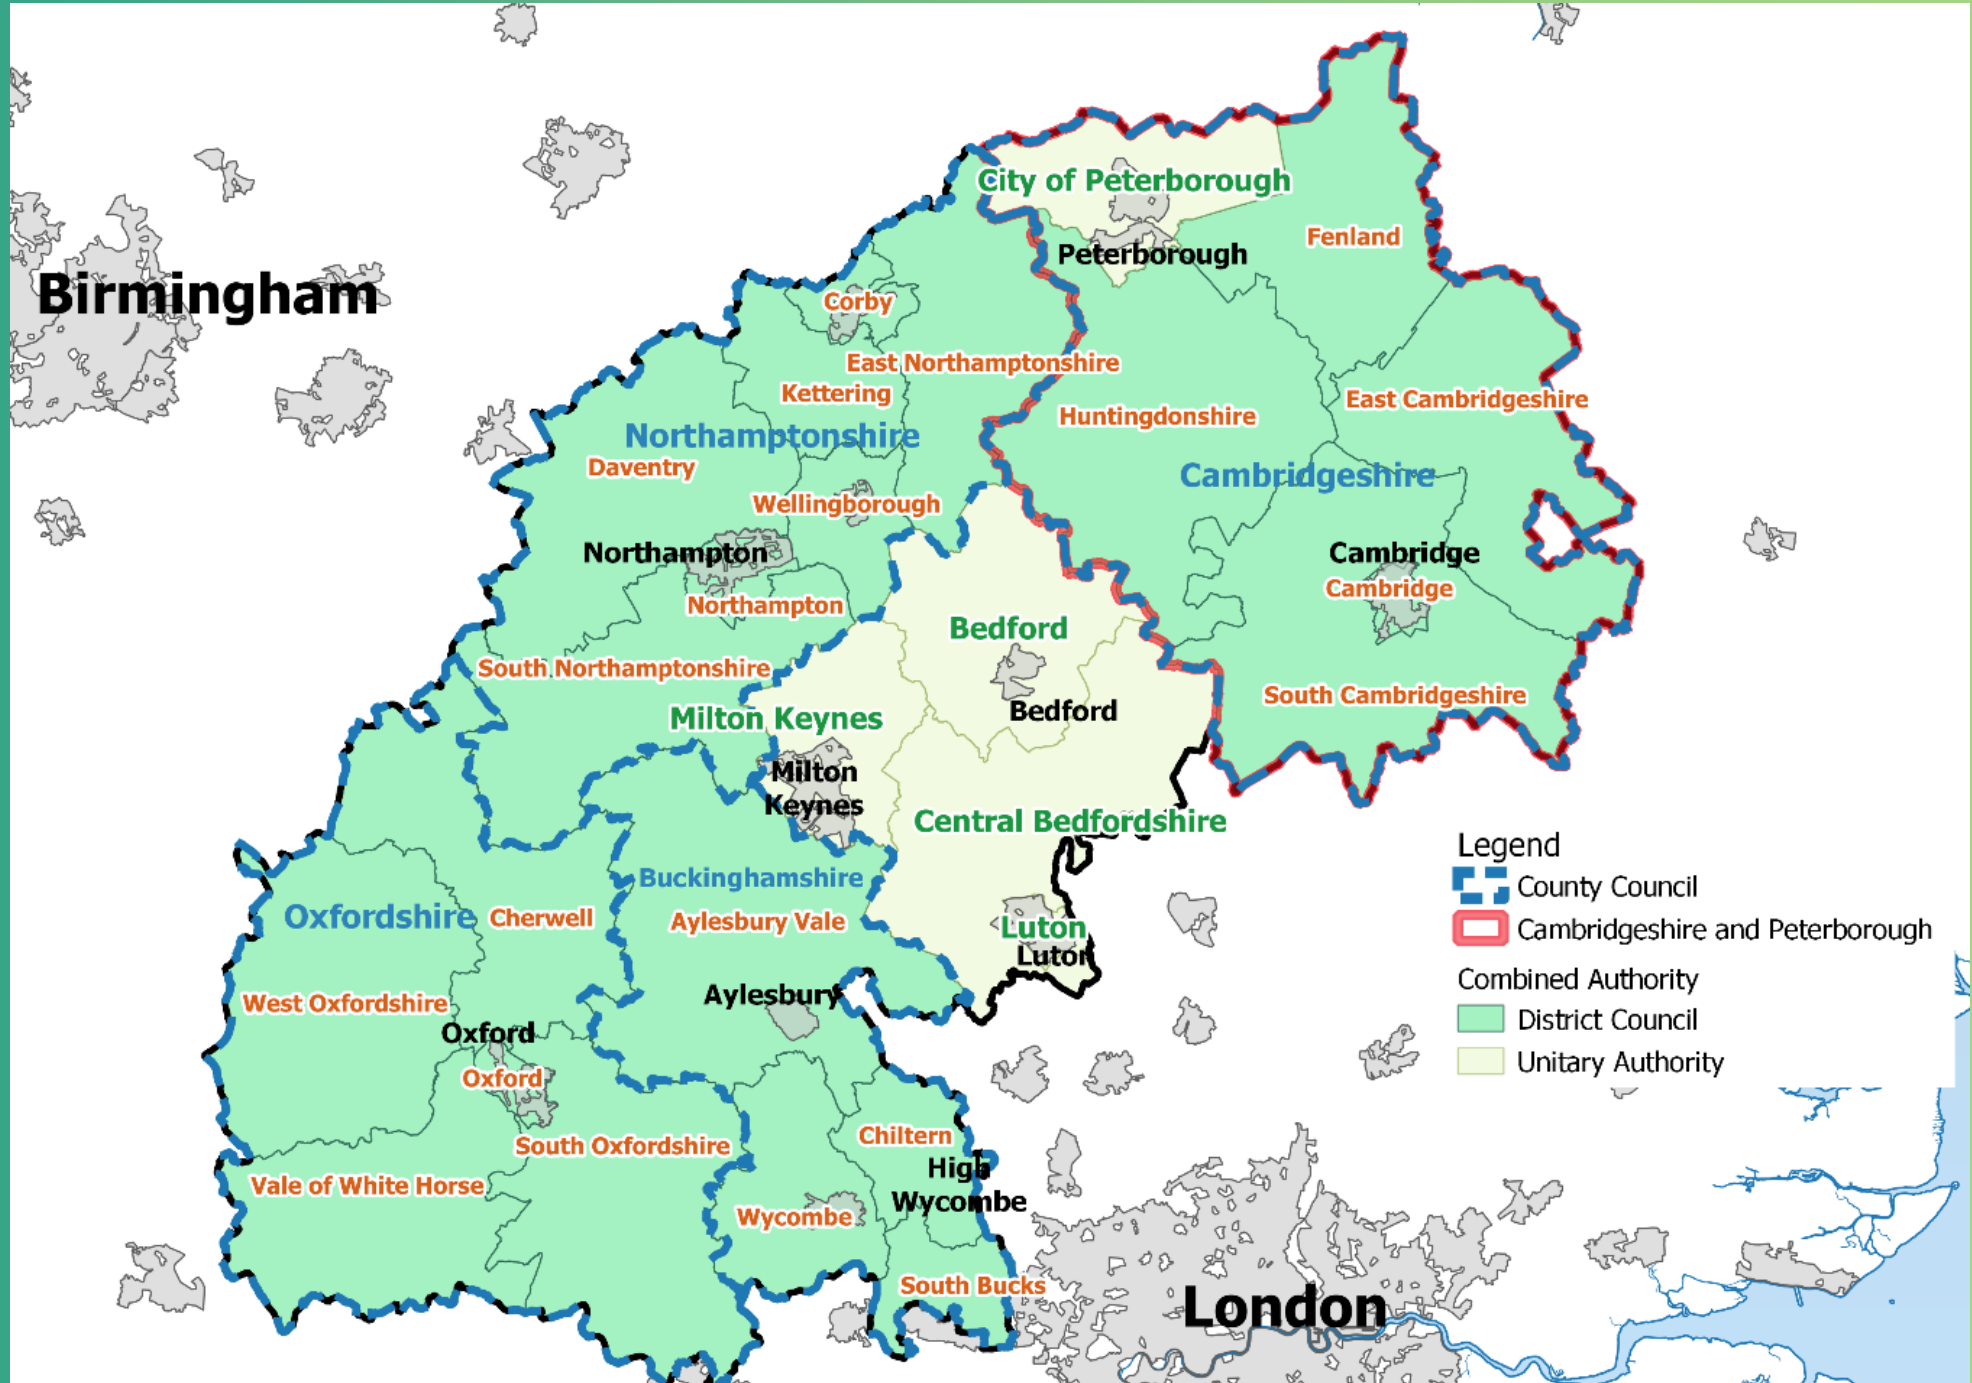 City of Peterborough
Fenland
Peterborough
Birmingham
Corby
East Northamptonshire
Kettering
East Cambridgeshire
Huntingdonshire
Northamptonshire
Daventry
Cambridgeshire
Wellingborough
Northampton
Cambridge
Cambridge
Northampton
Bedford
South Northamptonshire
South Cambridgeshire
Bedford
Milton Keynes
Milton
Keynes
Central Bedfordshire
Legend
County Council
Cambridgeshire and Peterborough
Combined Authority
District Council
Unitary Authority
Buckinghamshire
Oxfordshire
Cherwell
Aylesbury Vale
Luton
Luton
Aylesbury
West Oxfordshire
Oxford
Oxford
Chiltern
South Oxfordshire
High
Wycombe
Vale of White Horse
Wycombe
South Bucks
London